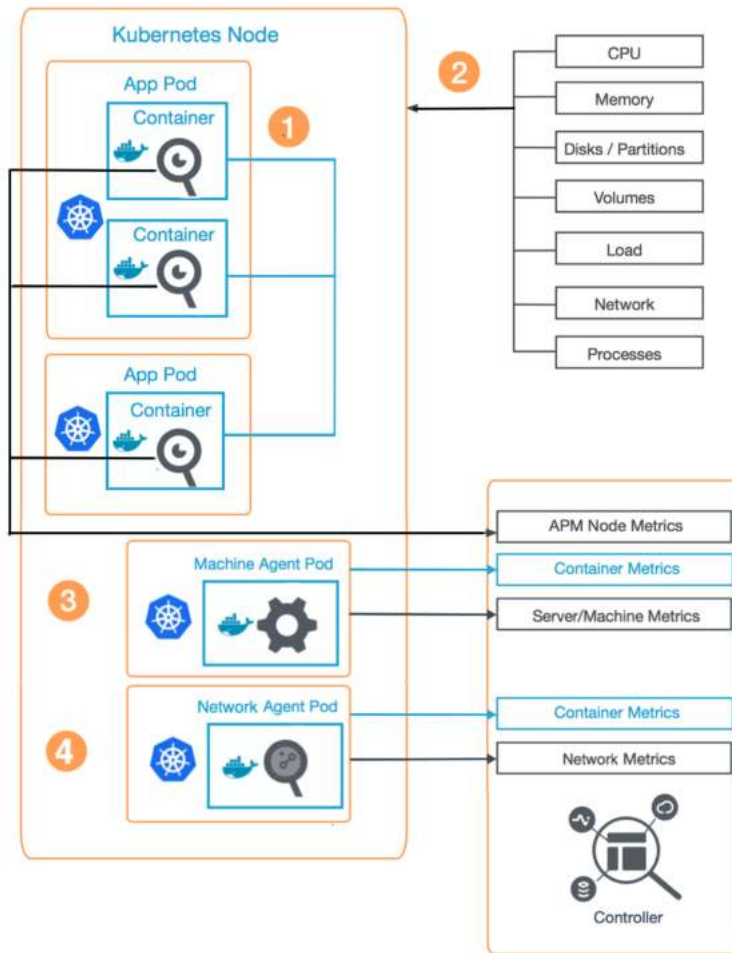 Kubernetes Node
App Pod
Container
1
Container
App Pod
Container
2
CPU
Memory
Disks / Partitions
Volumes
Load
Network
Processes
3
Machine Agent Pod
4
Network Agent Pod
APM Node Metrics
Container Metrics
Server/Machine Metrics
Container Metrics
Network Metrics
Controller